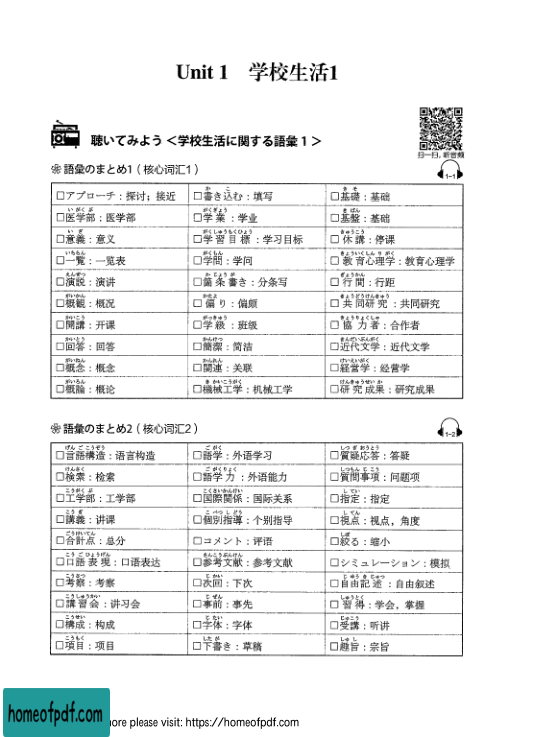 Unit 1 学校生活1
聴いてみよう＜学校生活に関する語彙１＞
扫一扫，听音频
❀語彙のまとめ1（核心词汇1）
1-1
□アプローチ：探讨；接近 □書き込む：填写 □基礎：基础
□医学部：医学部 □学業：学业 □基盤：基础
□意義：意义 □学習目標：学习目标 □休講：停课
□一覧：一览表 □学問：学问 □教育心理学：教育心理学
□演説：演讲 □箇条書き：分条写 □行間：行距
□概観：概况 □偏り：偏颇 □共同研究：共同研究
□開講：开课 □学級：班级 □協力者：合作者
□回答：回答 □簡潔：简洁 □近代文学：近代文学
□概念：概念 □関連：关联 □経営学：经营学
□概論：概论 □機械工学：机械工学 □研究成果：研究成果
❀語彙のまとめ2（核心词汇2）
1-2
□言語構造：语言构造 □語学：外语学习 □質疑応答：答疑
□検索：检索 □語学力：外语能力 □質問事項：问题项
□工学部：工学部 □国際関係：国际关系 □指定：指定
□講義：讲课 □個別指導：个别指导 □視点：视点，角度
□合計点：总分 □コメント：评语 □絞る：缩小
□口語表現：口语表达 □参考文献：参考文献 □シミュレーション：模拟
□考察：考察 □次回：下次 □自由記述：自由叙述
□講習会：讲习会 □事前：事先 □習得：学会，掌握
□構成：构成 □字体：字体 □受講：听讲
□項目：项目 □下書き：草稿 □趣旨：宗旨
homeofpdf.com
ore please visit: https://homeofpdf.com